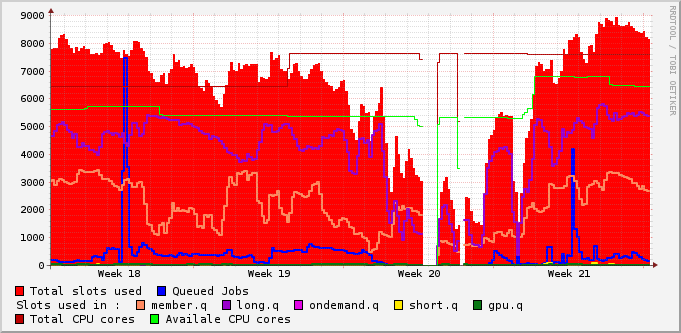 9000
8000
7000
6000
5000
4000
3000
2000
1000
0
Week 18 Week 19 Week 20 Week 21
RRDTOOL / TOBI OETIKER
Total slots used Queued Jobs
Slots used in : member.q long.q ondemand.q short.q gpu.q
Total CPU cores Availale CPU cores